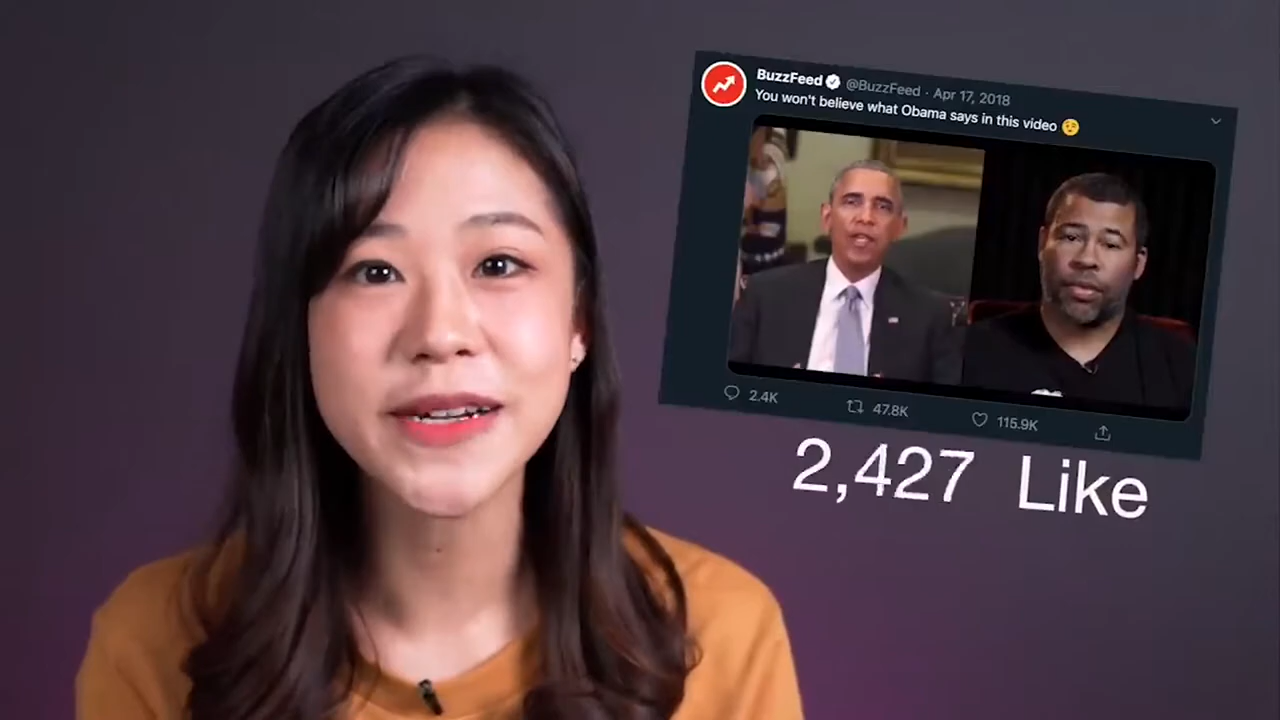 BuzzFeed @BuzzFeed · Apr 17, 2018
You won't believe what Obama says in this video 😉
2.4K 47.8K 115.9K
2,427 Like